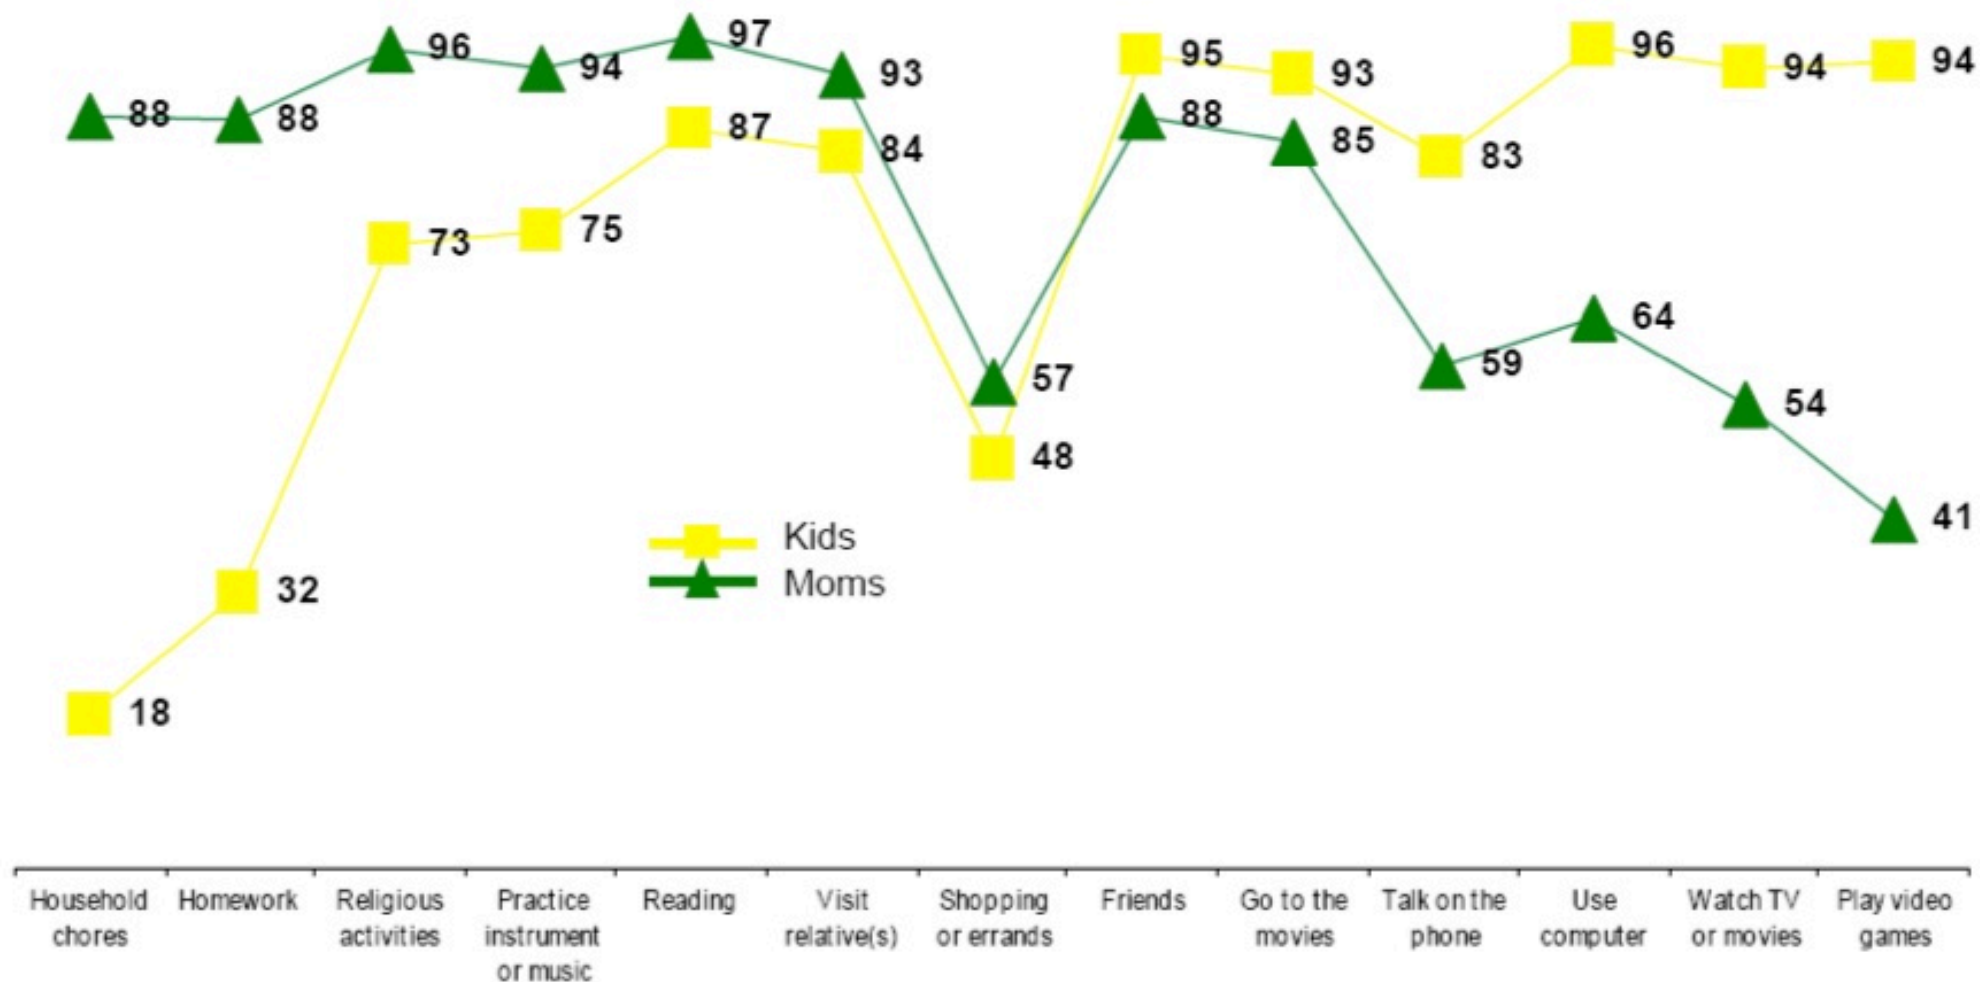 88
88
96
94
97
93
57
88
85
59
64
54
41
18
32
73
75
87
84
48
95
93
83
96
94
94
Kids
Moms
Household
chores
Homework
Religious
activities
Practice
instrument
or music
Reading
Visit
relative(s)
Shopping
or errands
Friends
Go to the
movies
Talk on the
phone
Use
computer
Watch TV
or movies
Play video
games